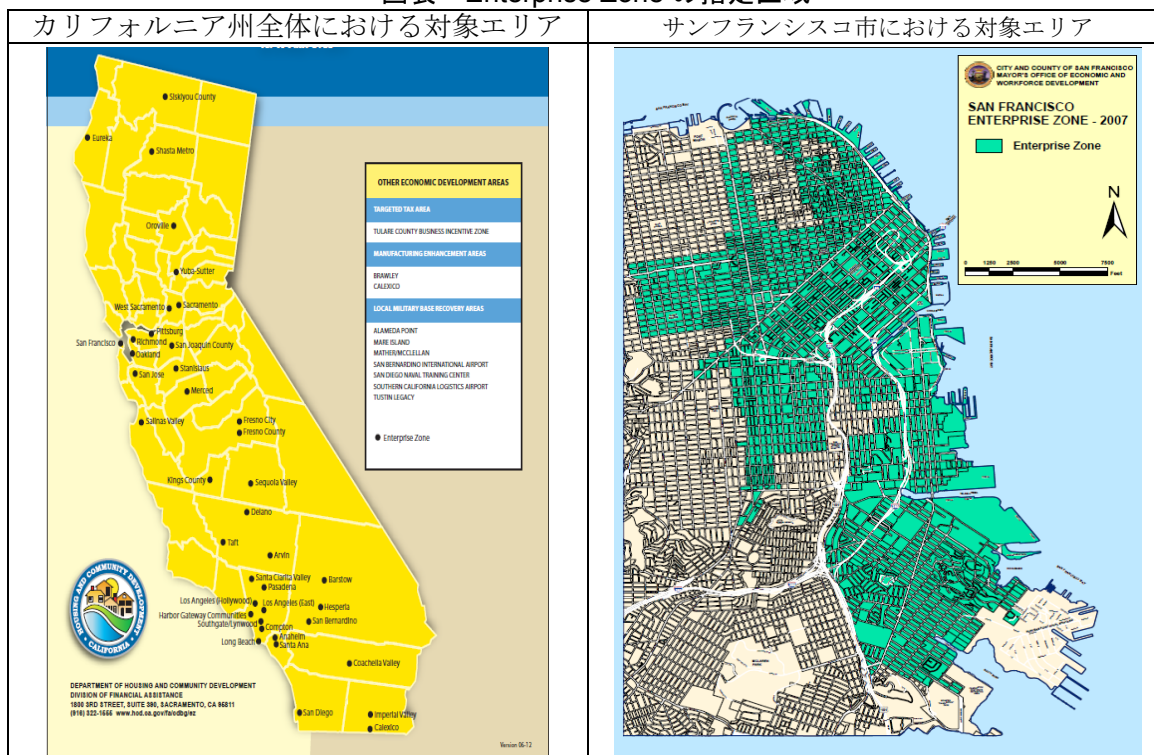 カリフォルニア州全体における対象エリア
サンフランシスコ市における対象エリア
Siskiyou County
Eureka
Shasta Metro
Oroville
Yuba-Sutter
West Sacramento
Sacramento
Pittsburg
San Francisco
Richmond
San Joaquin County
Oakland
San Jose
Stanislaus
Merced
Salinas Valley
Fresno City
Fresno County
Kings County
Sequoia Valley
Delano
Taft
Arvin
Santa Clarita Valley
Barstow
Pasadena
Los Angeles (Hollywood)
Los Angeles (East)
Hesperia
Harbor Gateway Communities
Southgate/Lynwood
San Bernardino
Compton
Long Beach
Anaheim
Santa Ana
Coachella Valley
San Diego
Imperial Valley
Calexico
OTHER ECONOMIC DEVELOPMENT AREAS
TARGETED TAX AREA
TULARE COUNTY BUSINESS INCENTIVE ZONE
MANUFACTURING ENHANCEMENT AREAS
BRAWLEY
CALEXICO
LOCAL MILITARY BASE RECOVERY AREAS
ALAMEDA POINT
MARE ISLAND
MATHER/MCCLELLAN
SAN BERNARDINO INTERNATIONAL AIRPORT
SAN DIEGO NAVAL TRAINING CENTER
SOUTHERN CALIFORNIA LOGISTICS AIRPORT
TUSTIN LEGACY
Enterprise Zone
HOUSING AND COMMUNITY DEVELOPMENT
CALIFORNIA
DEPARTMENT OF HOUSING AND COMMUNITY DEVELOPMENT
DIVISION OF FINANCIAL ASSISTANCE
1800 3RD STREET, SUITE 390, SACRAMENTO, CA 95811
(916) 322-1555 www.hcd.ca.gov/fa/cdbg/ez
Version 06-12
CITY AND COUNTY OF SAN FRANCISCO
MAYOR'S OFFICE OF ECONOMIC AND
WORKFORCE DEVELOPMENT
SAN FRANCISCO
ENTERPRISE ZONE - 2007
Enterprise Zone
N
0 1250 2500 5000 7500
Feet